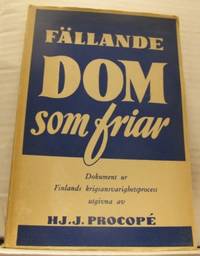 FÄLLANDE
DOM
som friar
Dokument ur
Finlands krigsansvarighetsprocess
utgivna av
HJ.J. PROCOPÉ